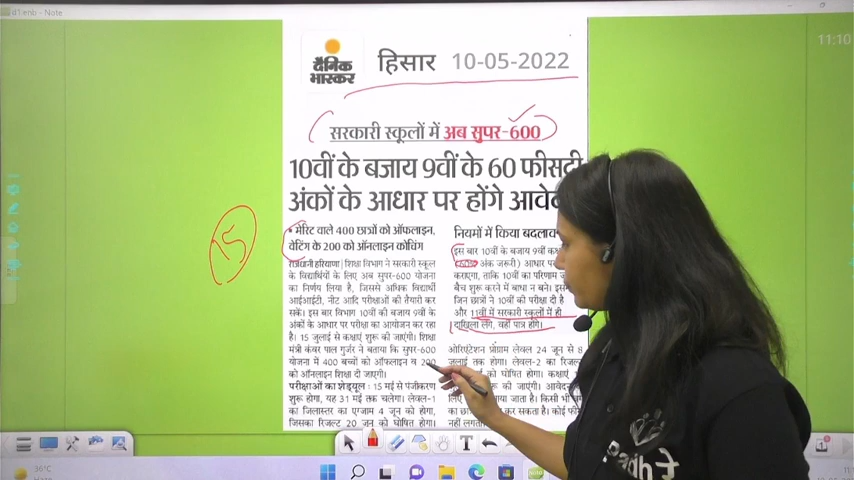 d1.enb - Note
11:10
दैनिक
भास्कर
हिसार 10-05-2022
सरकारी स्कूलों में अब सुपर-600
10वीं के बजाय 9वीं के 60 फीसदी
अंकों के आधार पर होंगे
15
• मेरिट वाले 400 छात्रों को ऑफलाइन,
वेटिंग के 200 को ऑनलाइन कोचिंग
राजधानी हरियाणा | शिक्षा विभाग ने सरकारी स्कूल
के विद्यार्थियों के लिए अब सुपर-600 योजना
का निर्णय लिया है, जिससे अधिक विद्यार्थी
आईआईटी, नीट आदि परीक्षाओं की तैयारी कर
सकें। इस बार विभाग 10वीं की बजाय 9वीं के
अंकों के आधार पर परीक्षा का आयोजन कर रहा
है। 15 जुलाई से कक्षाएं शुरू की जाएंगी। शिक्षा
मंत्री कंवर पाल गुर्जर ने बताया कि सुपर-600
योजना में 400 बच्चों को ऑफलाइन व 200
को ऑनलाइन शिक्षा दी जाएगी।
परीक्षाओं का शेड्यूल : 15 मई से पंजीकरण
शुरू होगा, यह 31 मई तक चलेगा। लेवल-1
का जिलास्तर का एग्जाम 4 जून को होगा,
जिसका रिजल्ट 20 जून को घोषित होगा।
नियमों में किया बदलाव
इस बार 10वीं के बजाय 9वीं
60% अंक जरूरी) आधार
कराएगा, ताकि 10वीं का परिणाम
बैच शुरू करने में बाधा न बने।
जिन छात्रों ने 10वीं की परीक्षा दी है
और 11वीं में सरकारी स्कूलों में ही
दाखिला लेंगे, वही पात्र होंगे।
ओरिएंटेशन प्रोग्राम लेवल 24 जून से 8
जुलाई तक होगा। लेवल-2 का
को घोषित होगा। कक्षाएं
की जाएंगी।
लिए जाता है। किसी भी
का कर सकता है। कोई
नहीं
T
36°C
Haze